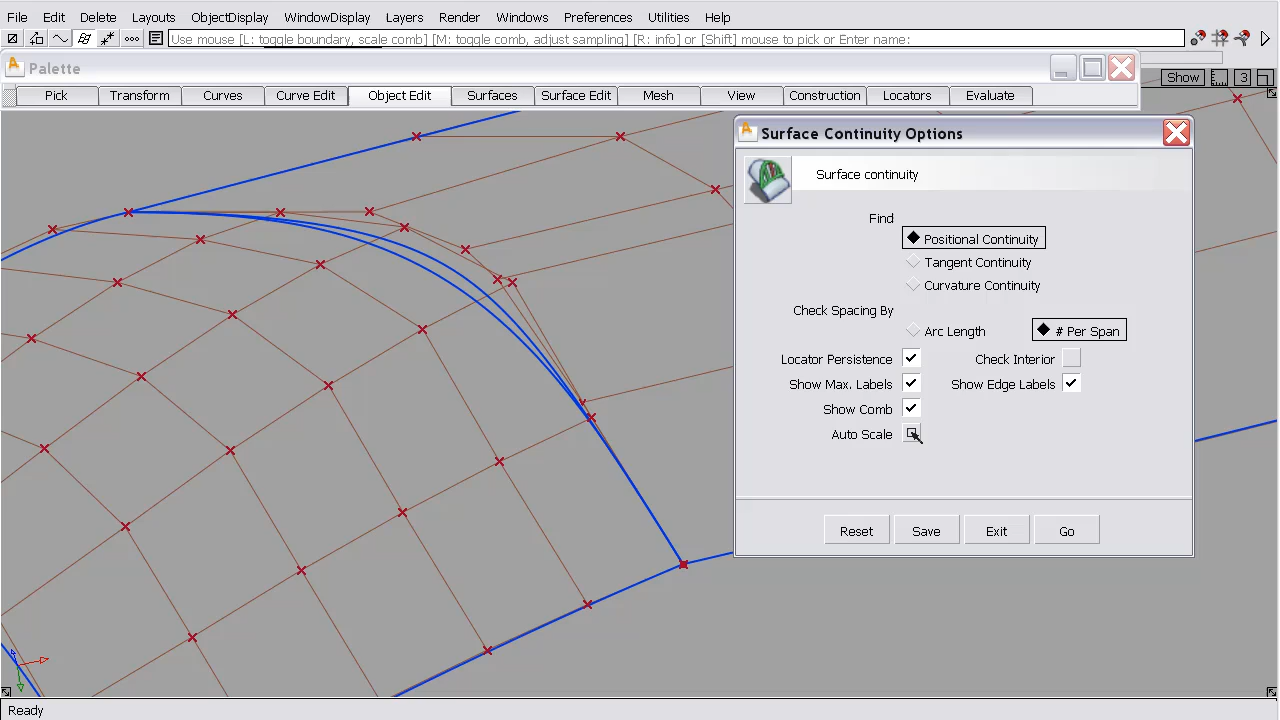 File Edit Delete Layouts ObjectDisplay WindowDisplay Layers Render Windows Preferences Utilities Help
Use mouse [L: toggle boundary, scale comb] [M: toggle comb, adjust sampling] [R: info] or [Shift] mouse to pick or Enter name:
Palette
Show 3
Pick Transform Curves Curve Edit Object Edit Surfaces Surface Edit Mesh View Construction Locators Evaluate
Surface Continuity Options
Surface continuity
Find
Positional Continuity
Tangent Continuity
Curvature Continuity
Check Spacing By
Arc Length # Per Span
Locator Persistence Check Interior
Show Max. Labels Show Edge Labels
Show Comb
Auto Scale
Reset Save Exit Go
Ready